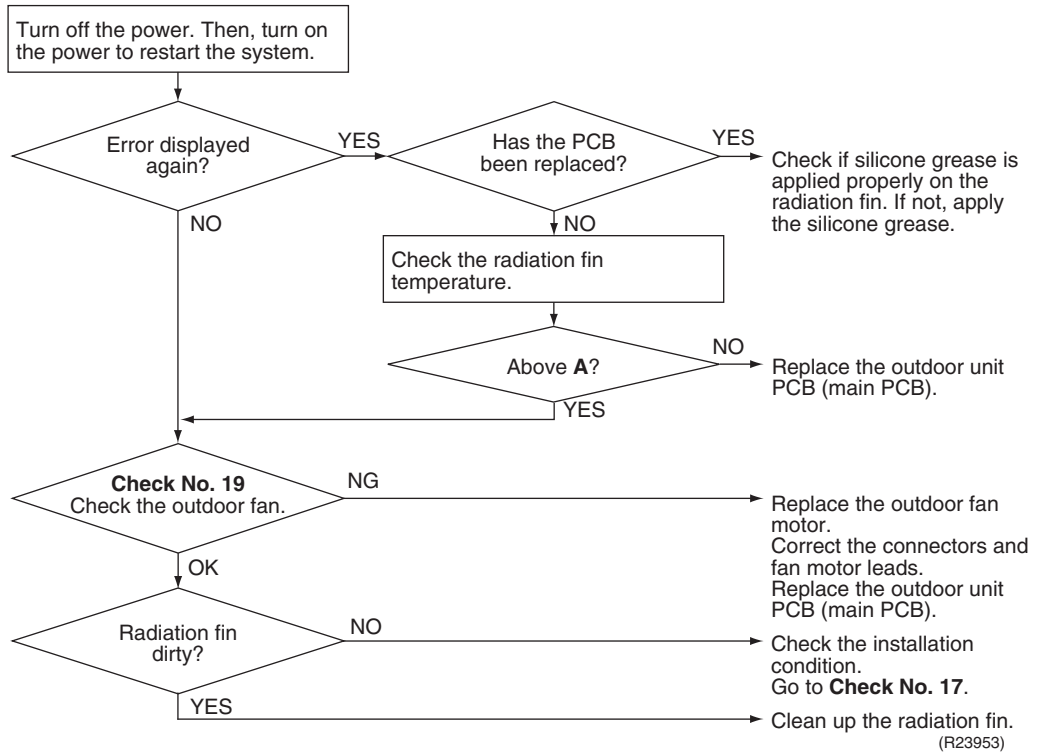 Turn off the power. Then, turn on
the power to restart the system.
Error displayed
again?
YES
Has the PCB
been replaced?
YES
Check if silicone grease is
applied properly on the
radiation fin. If not, apply
the silicone grease.
NO
NO
Check the radiation fin
temperature.
Above A?
NO
Replace the outdoor unit
PCB (main PCB).
YES
Check No. 19
Check the outdoor fan.
NG
Replace the outdoor fan
motor.
Correct the connectors and
fan motor leads.
Replace the outdoor unit
PCB (main PCB).
OK
Radiation fin
dirty?
NO
Check the installation
condition.
Go to Check No. 17.
YES
Clean up the radiation fin.
(R23953)